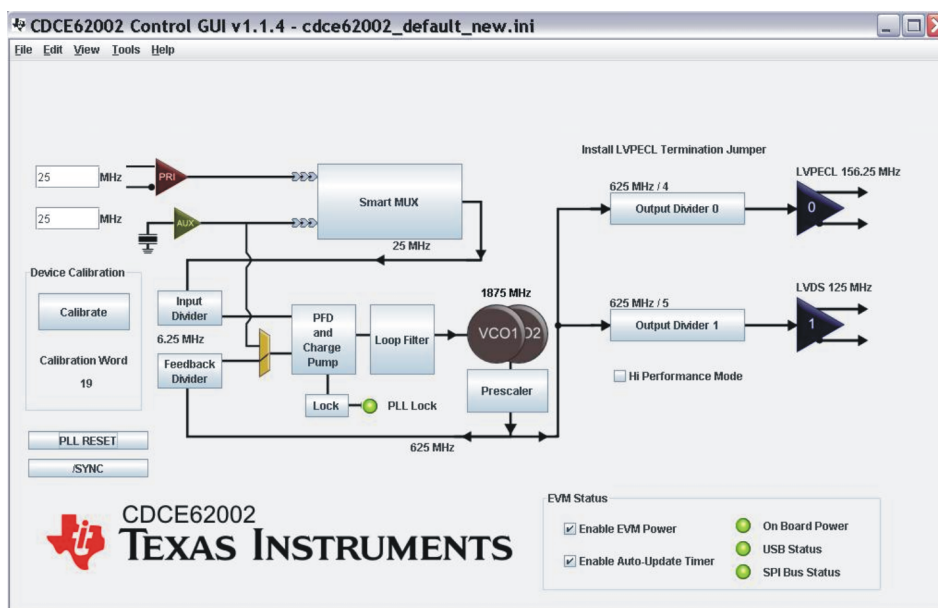 CDCE62002 Control GUI v1.1.4 - cdce62002_default_new.ini
File Edit View Tools Help
Install LVPECL Termination Jumper
25 MHz
PRI
Smart MUX
625 MHz / 4
Output Divider 0
LVPECL 156.25 MHz
0
25 MHz
AUX
25 MHz
Device Calibration
Calibrate
Calibration Word
19
Input Divider
6.25 MHz
Feedback Divider
PFD and Charge Pump
Loop Filter
1875 MHz
VCO1
O2
Prescaler
625 MHz / 5
Output Divider 1
LVDS 125 MHz
1
Hi Performance Mode
Lock
PLL Lock
625 MHz
PLL RESET
/SYNC
CDCE62002
TEXAS INSTRUMENTS
EVM Status
Enable EVM Power
Enable Auto-Update Timer
On Board Power
USB Status
SPI Bus Status